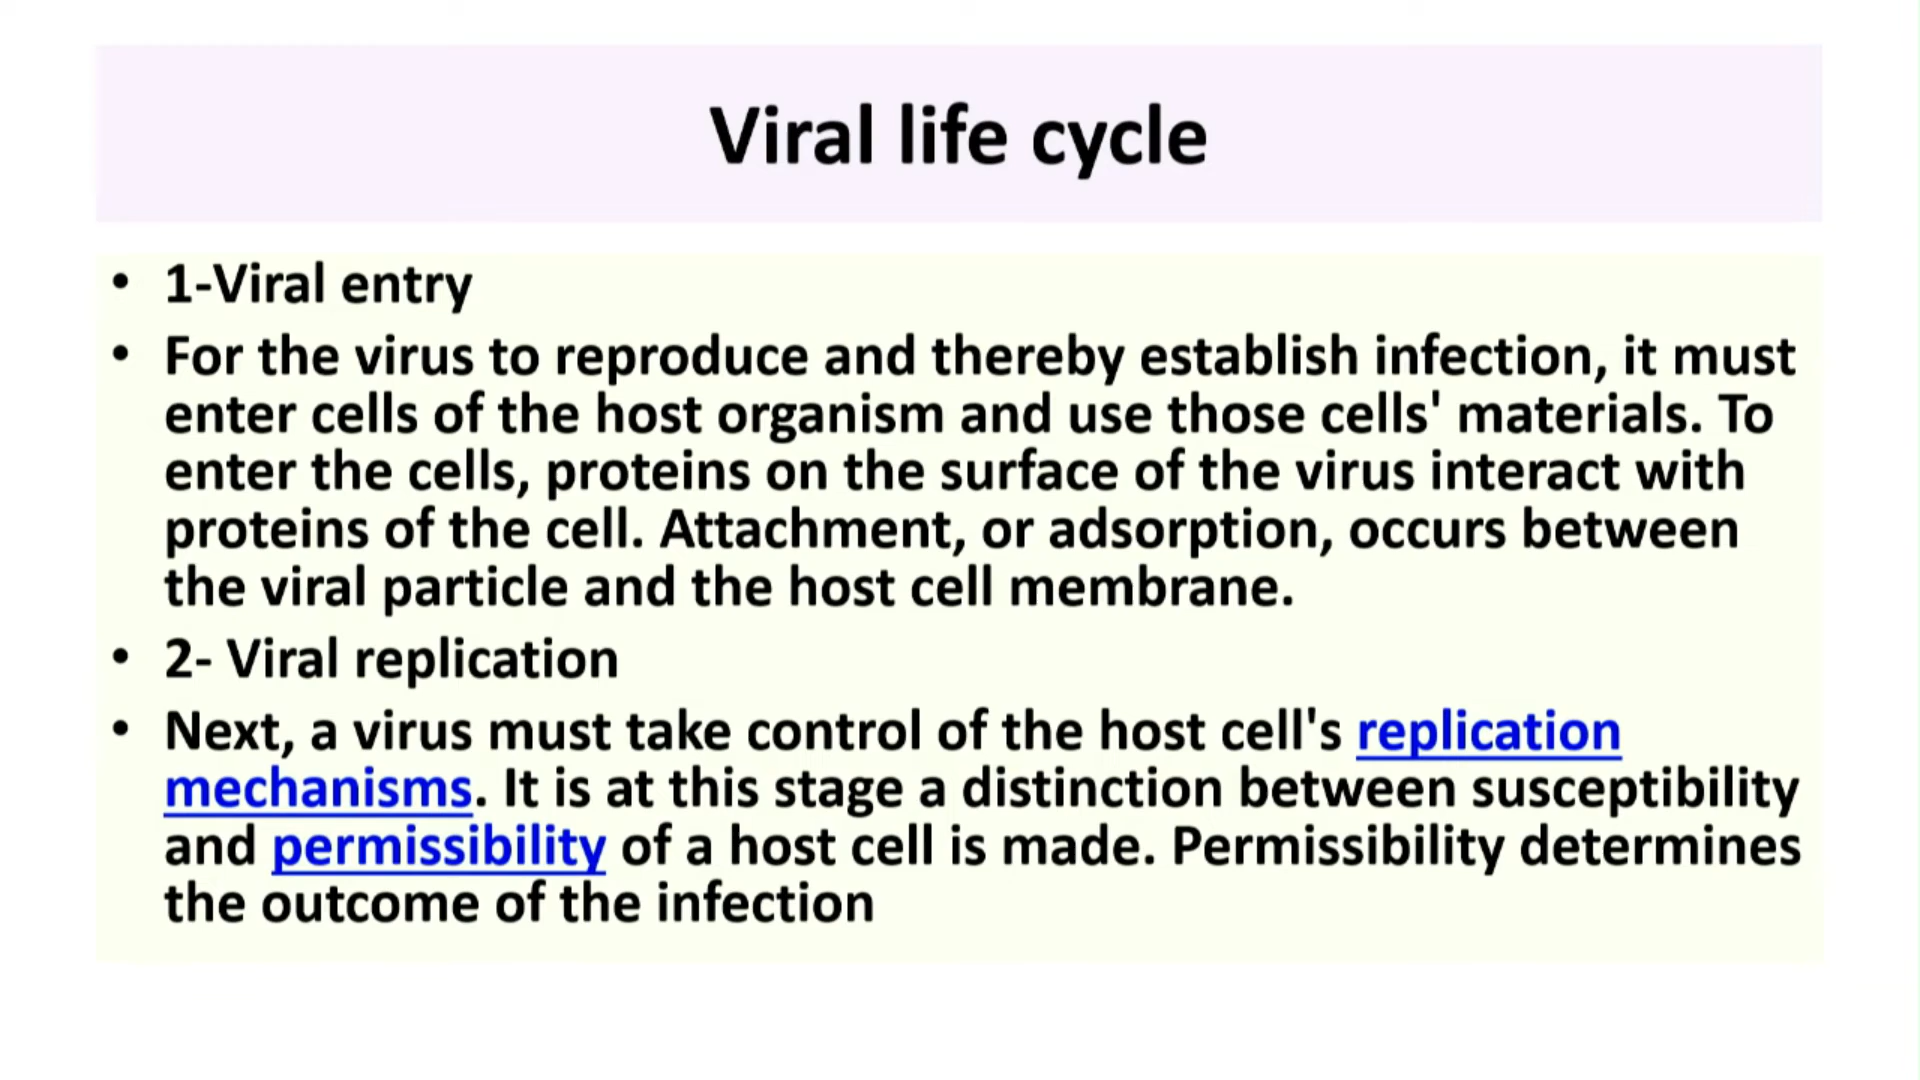 Viral life cycle
• 1-Viral entry
• For the virus to reproduce and thereby establish infection, it must
enter cells of the host organism and use those cells' materials. To
enter the cells, proteins on the surface of the virus interact with
proteins of the cell. Attachment, or adsorption, occurs between
the viral particle and the host cell membrane.
• 2- Viral replication
• Next, a virus must take control of the host cell's replication
mechanisms. It is at this stage a distinction between susceptibility
and permissibility of a host cell is made. Permissibility determines
the outcome of the infection